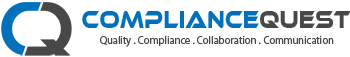 COMPLIANCEQUEST
Quality . Compliance . Collaboration . Communication